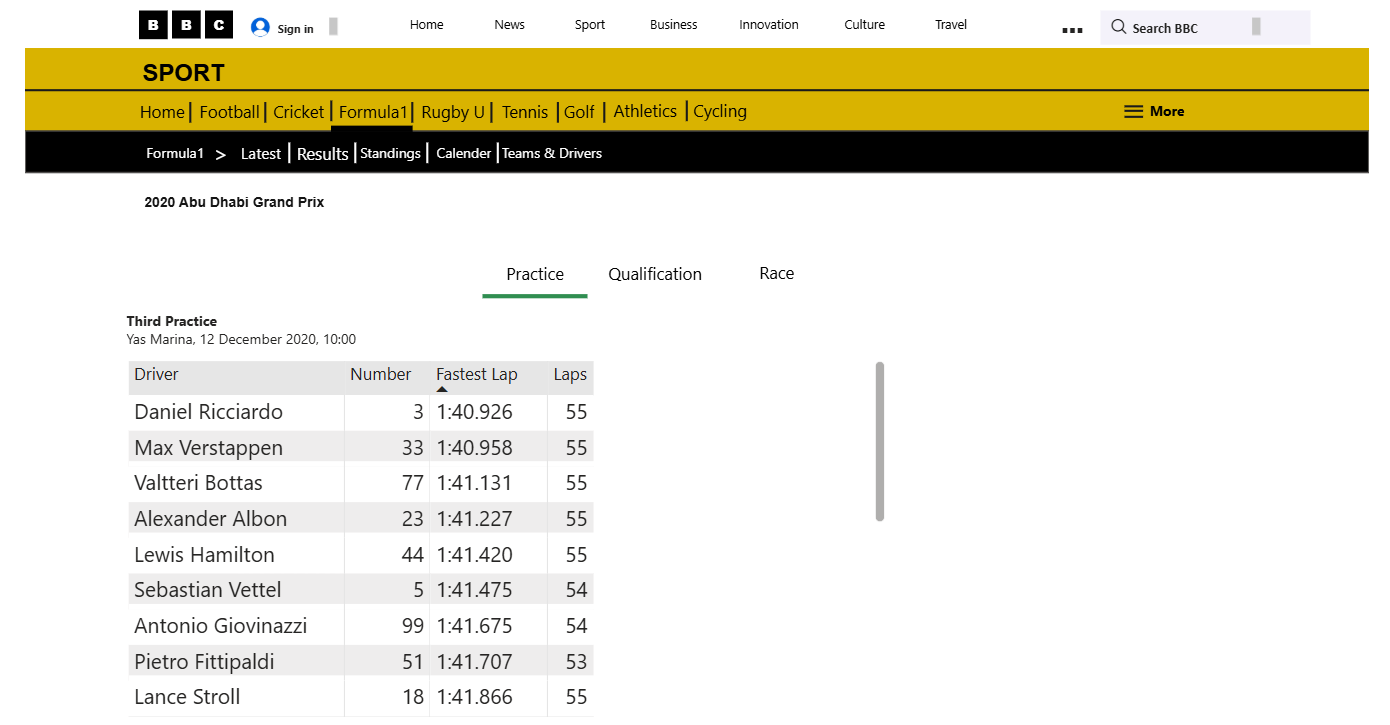 B B C Sign in Home News Sport Business Innovation Culture Travel ... Search BBC
SPORT
Home Football Cricket Formula1 Rugby U Tennis Golf Athletics Cycling More
Formula1 > Latest Results Standings Calender Teams & Drivers
2020 Abu Dhabi Grand Prix
Practice Qualification Race
Third Practice
Yas Marina, 12 December 2020, 10:00
Driver Number Fastest Lap Laps
Daniel Ricciardo 3 1:40.926 55
Max Verstappen 33 1:40.958 55
Valtteri Bottas 77 1:41.131 55
Alexander Albon 23 1:41.227 55
Lewis Hamilton 44 1:41.420 55
Sebastian Vettel 5 1:41.475 54
Antonio Giovinazzi 99 1:41.675 54
Pietro Fittipaldi 51 1:41.707 53
Lance Stroll 18 1:41.866 55